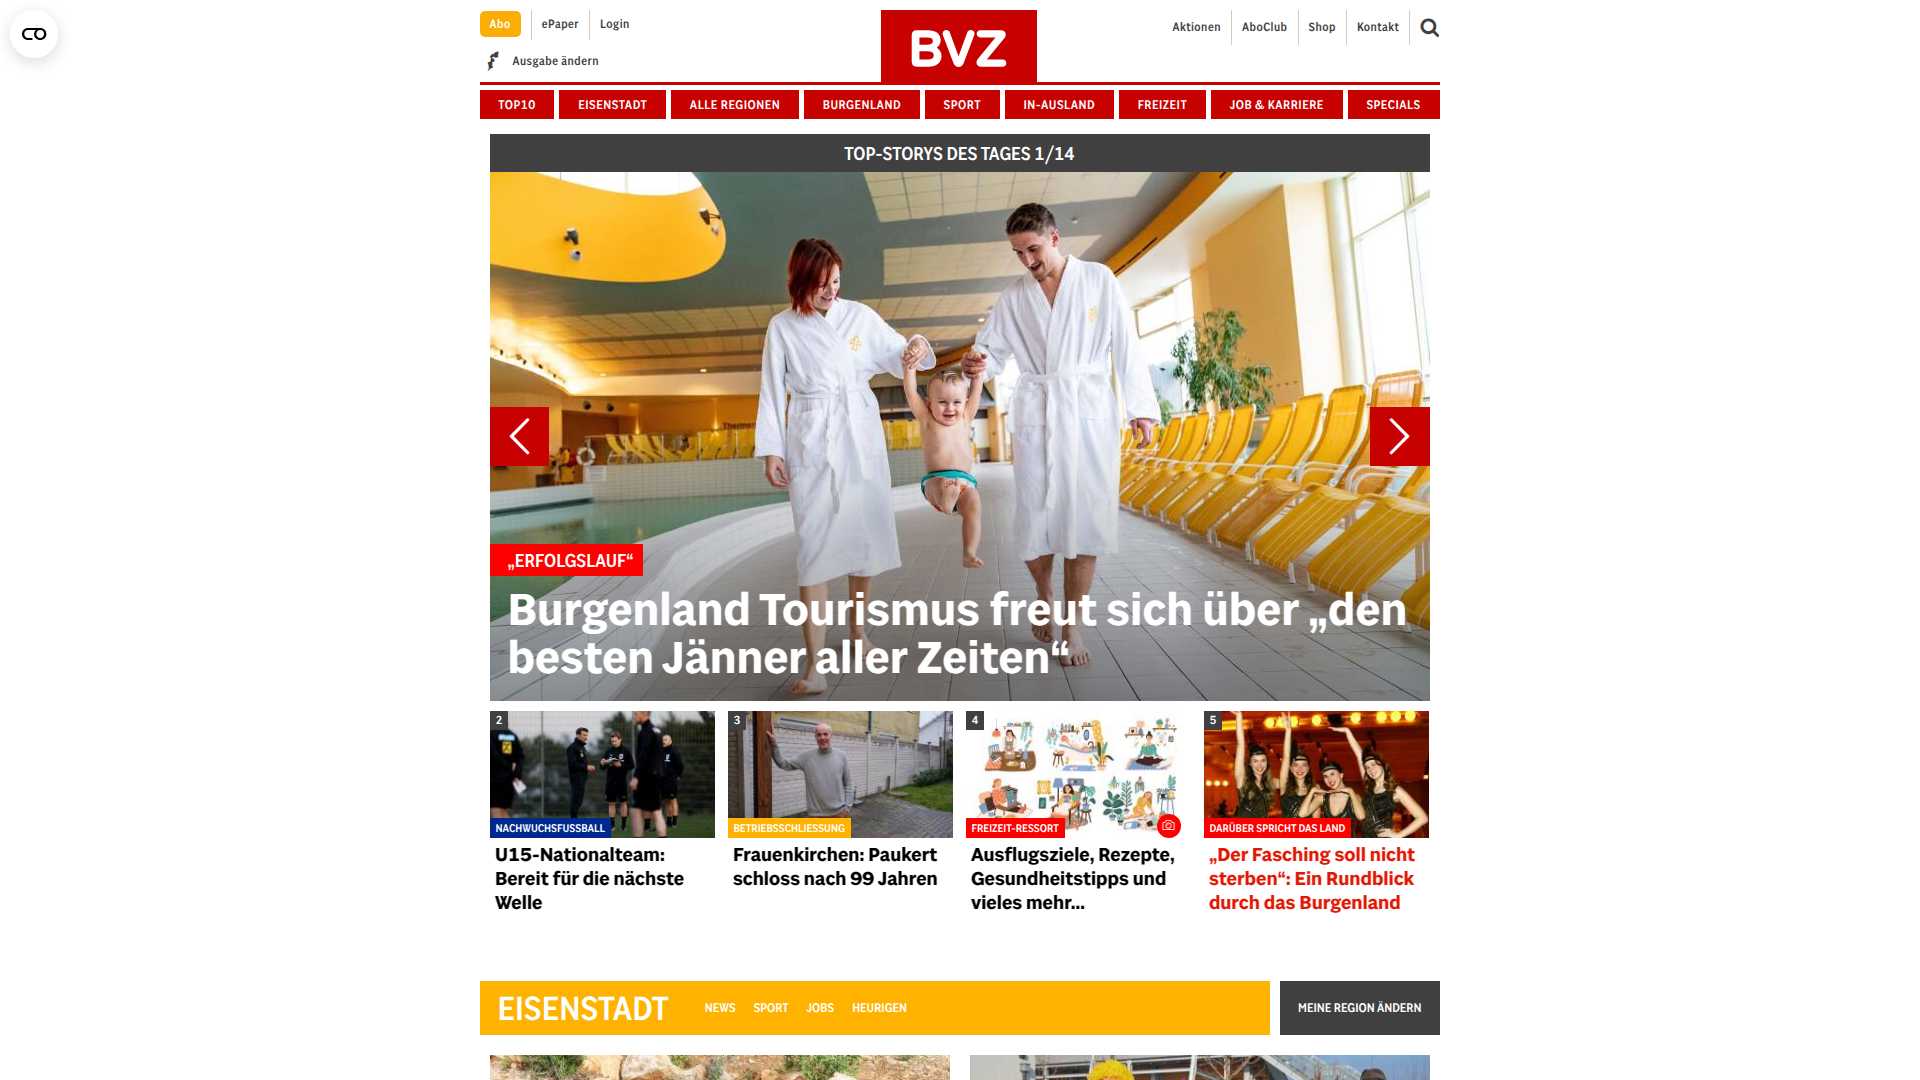 Abo
ePaper
Login
Ausgabe ändern
BVZ
Aktionen
AboClub
Shop
Kontakt
TOP10
EISENSTADT
ALLE REGIONEN
BURGENLAND
SPORT
IN-AUSLAND
FREIZEIT
JOB & KARRIERE
SPECIALS
TOP-STORYS DES TAGES 1/14
„ERFOLGSLAUF“
Burgenland Tourismus freut sich über „den
besten Jänner aller Zeiten“
2
NACHWUCHSFUSSBALL
U15-Nationalteam:
Bereit für die nächste
Welle
3
BETRIEBSSCHLIESSUNG
Frauenkirchen: Paukert
schloss nach 99 Jahren
4
FREIZEIT-RESSORT
Ausflugsziele, Rezepte,
Gesundheitstipps und
vieles mehr...
5
DARÜBER SPRICHT DAS LAND
„Der Fasching soll nicht
sterben“: Ein Rundblick
durch das Burgenland
EISENSTADT
NEWS
SPORT
JOBS
HEURIGEN
MEINE REGION ÄNDERN